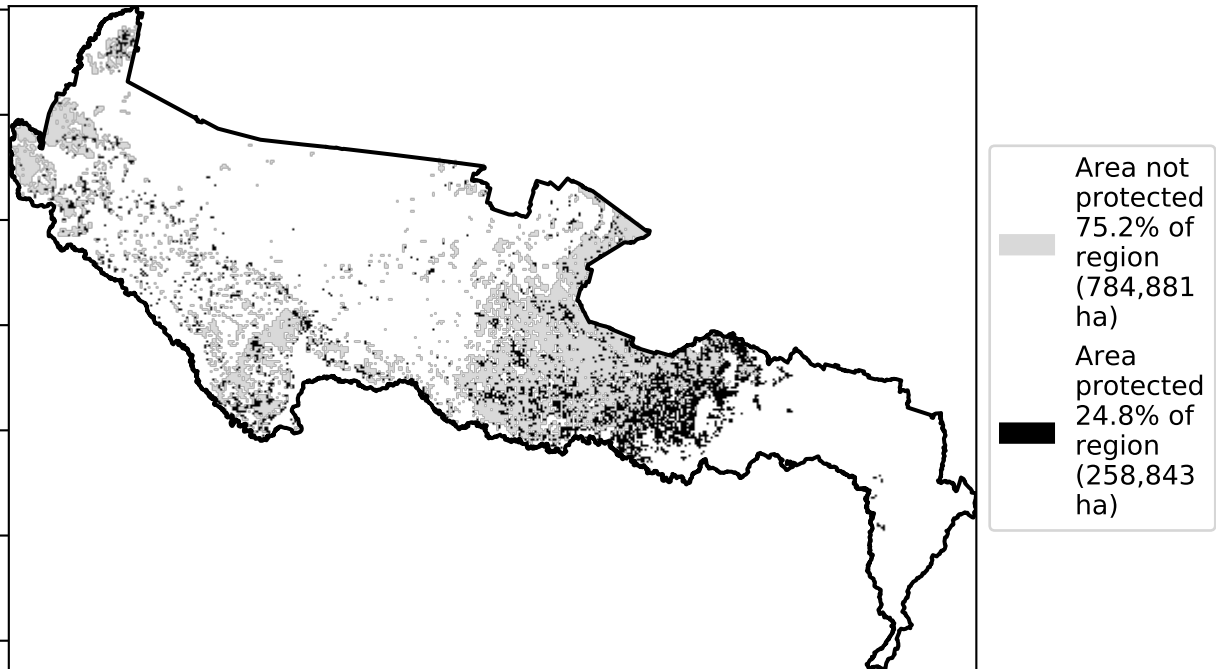 Area not
protected
75.2% of
region
(784,881
ha)
Area
protected
24.8% of
region
(258,843
ha)